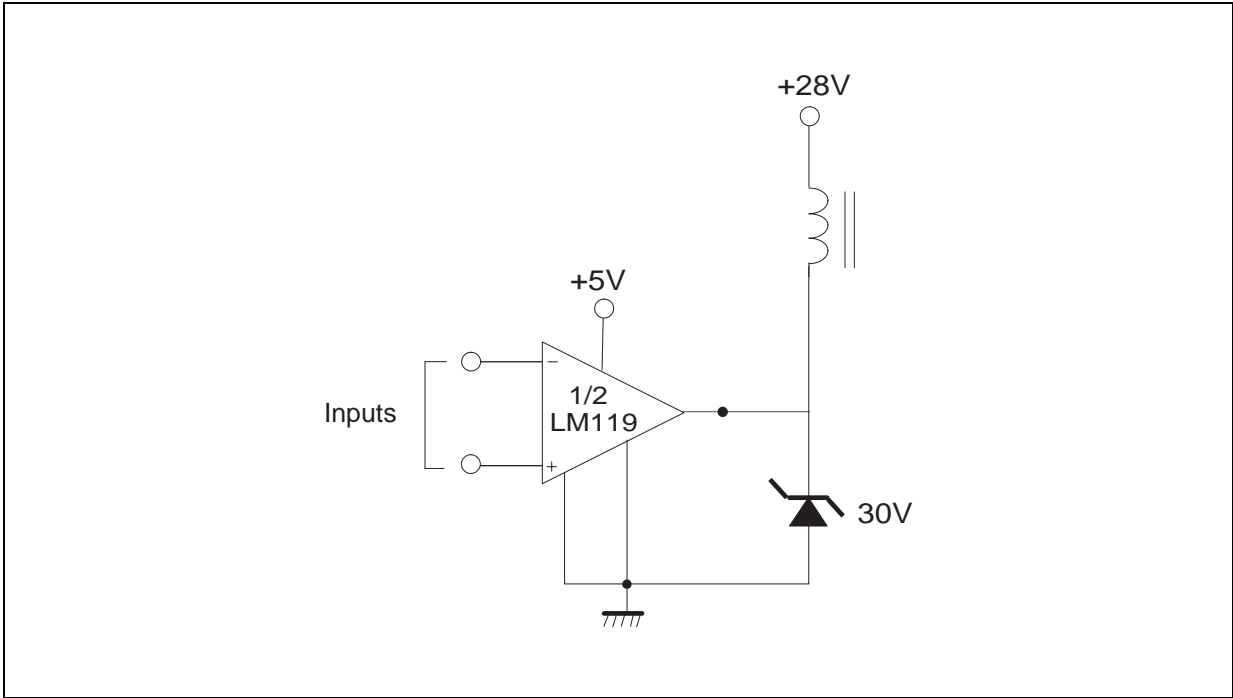 +28V
+5V
−
1/2
LM119
Inputs
+
30V